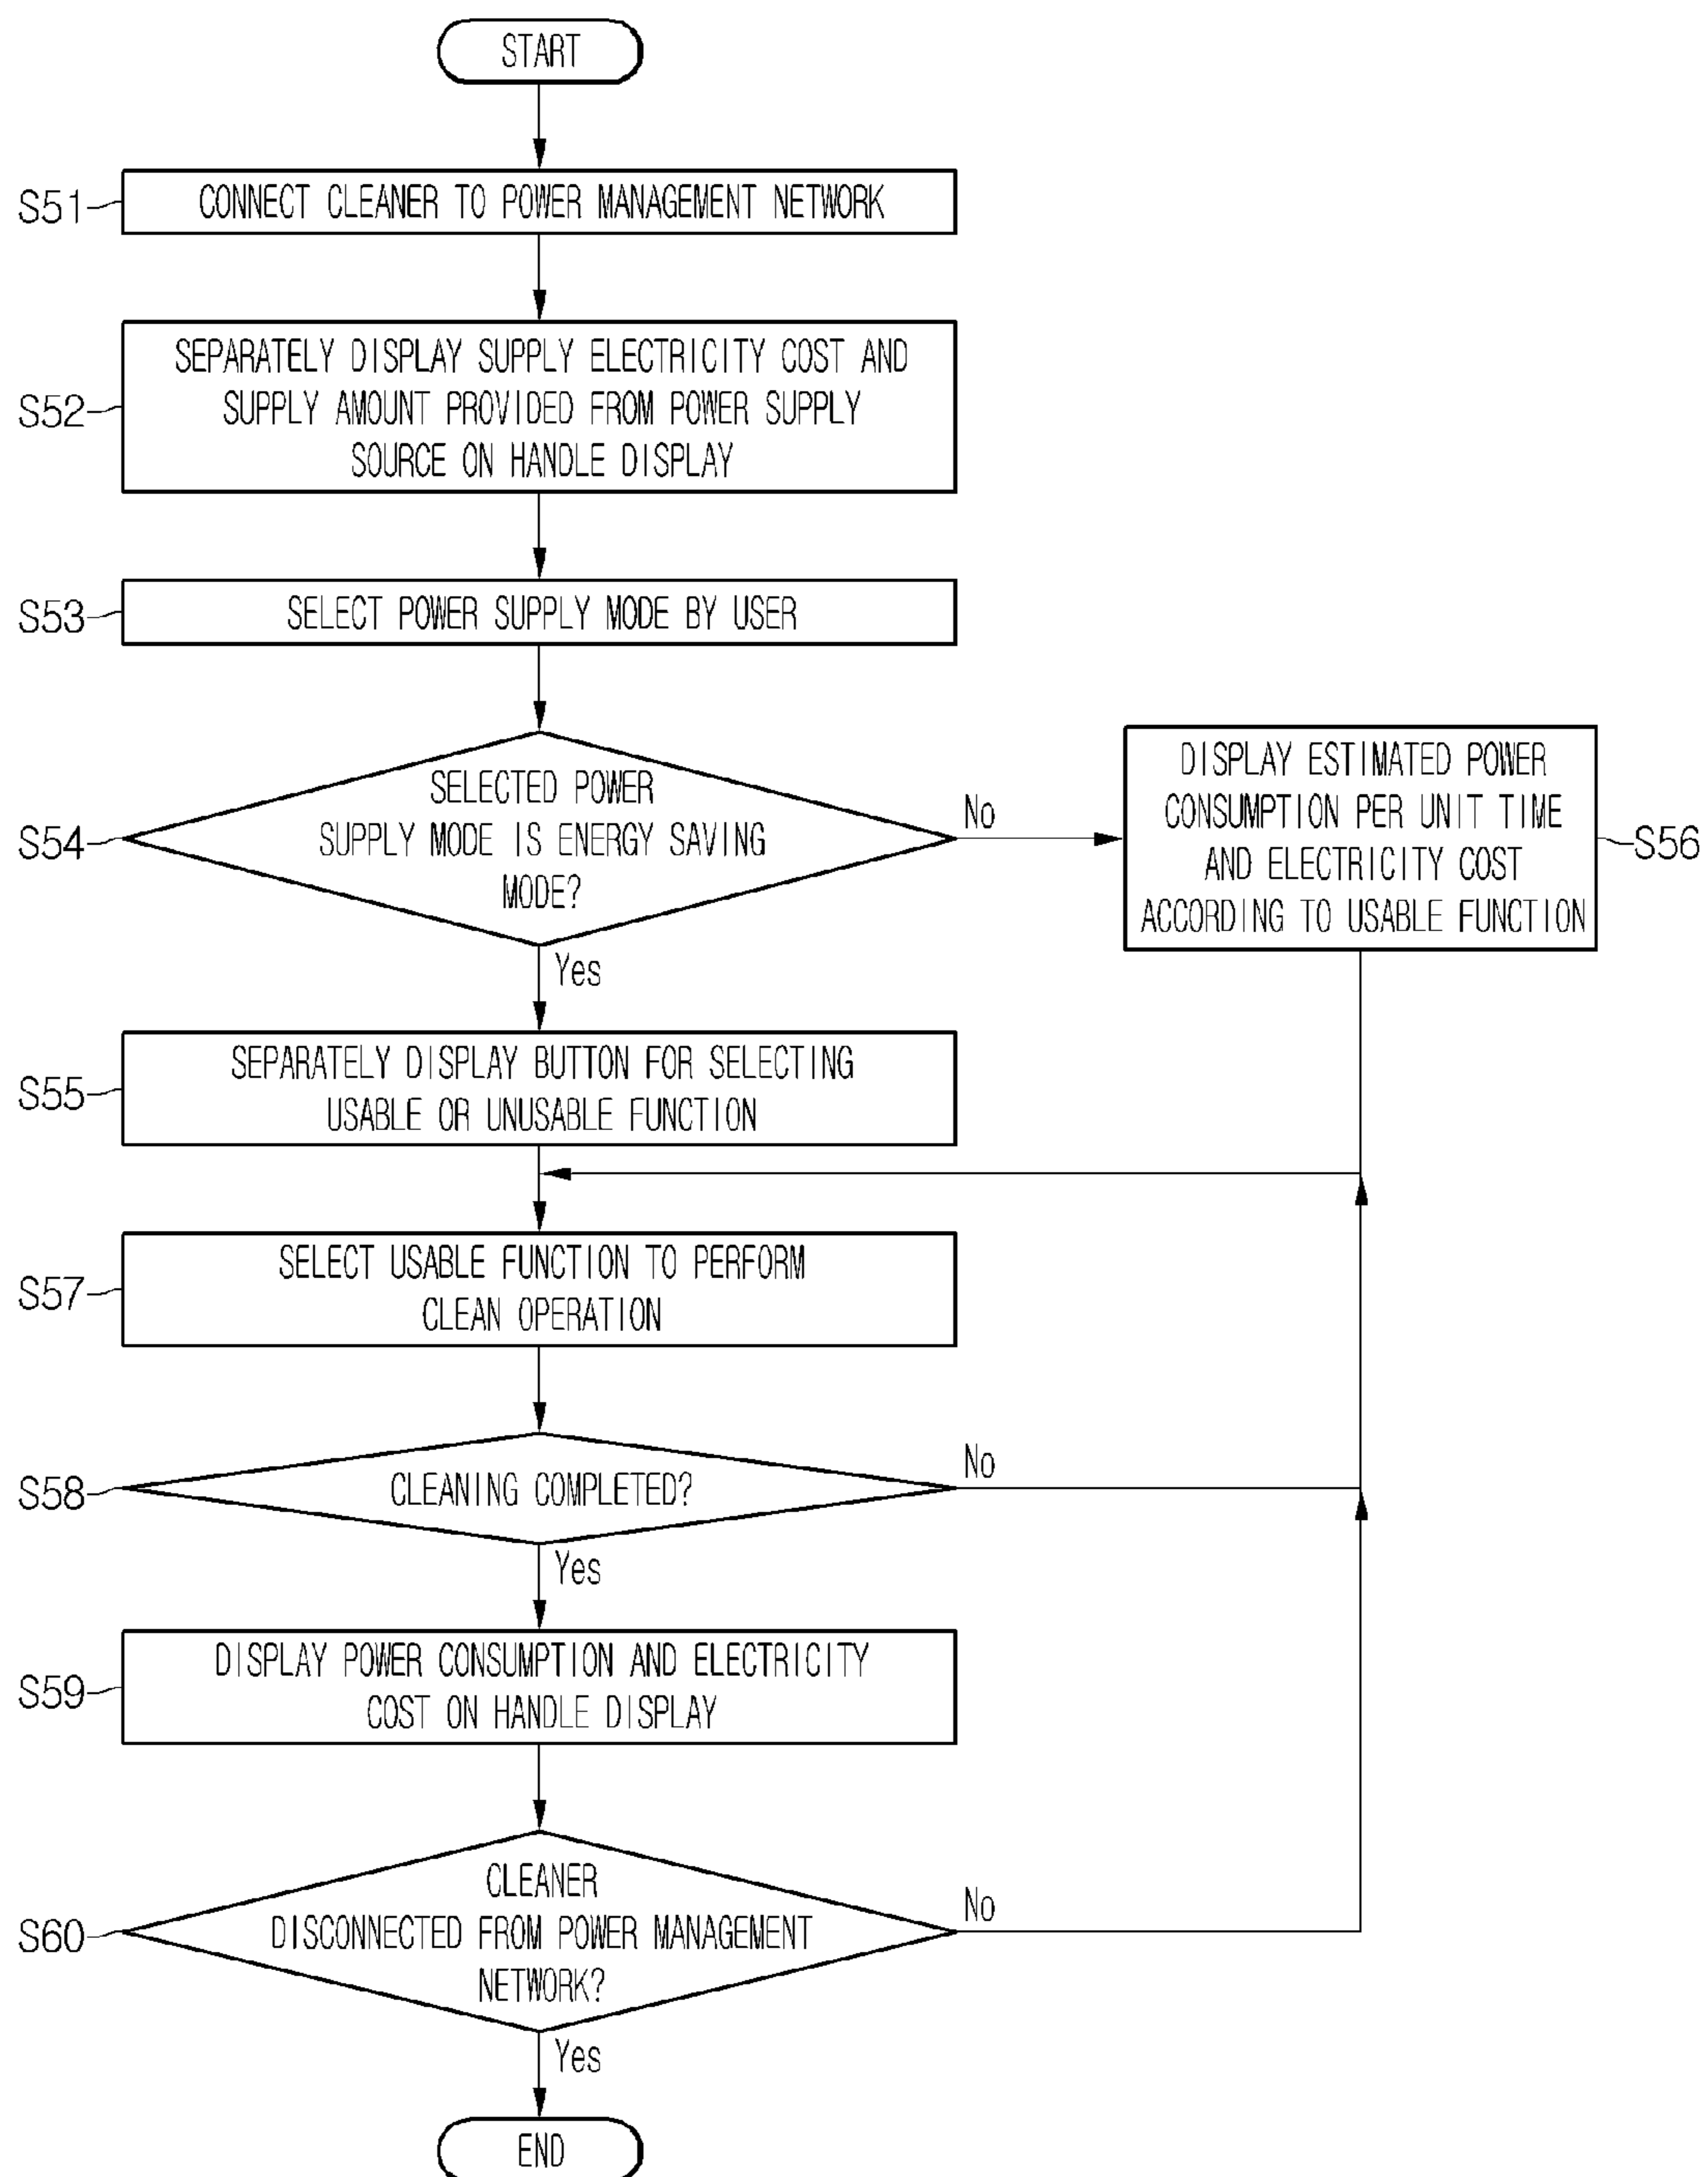 START
S51
CONNECT CLEANER TO POWER MANAGEMENT NETWORK
S52
SEPARATELY DISPLAY SUPPLY ELECTRICITY COST AND
SUPPLY AMOUNT PROVIDED FROM POWER SUPPLY
SOURCE ON HANDLE DISPLAY
S53
SELECT POWER SUPPLY MODE BY USER
S54
SELECTED POWER
SUPPLY MODE IS ENERGY SAVING
MODE?
No
DISPLAY ESTIMATED POWER
CONSUMPTION PER UNIT TIME
AND ELECTRICITY COST
ACCORDING TO USABLE FUNCTION
S56
Yes
S55
SEPARATELY DISPLAY BUTTON FOR SELECTING
USABLE OR UNUSABLE FUNCTION
S57
SELECT USABLE FUNCTION TO PERFORM
CLEAN OPERATION
S58
CLEANING COMPLETED?
No
Yes
S59
DISPLAY POWER CONSUMPTION AND ELECTRICITY
COST ON HANDLE DISPLAY
S60
CLEANER
DISCONNECTED FROM POWER MANAGEMENT
NETWORK?
No
Yes
END